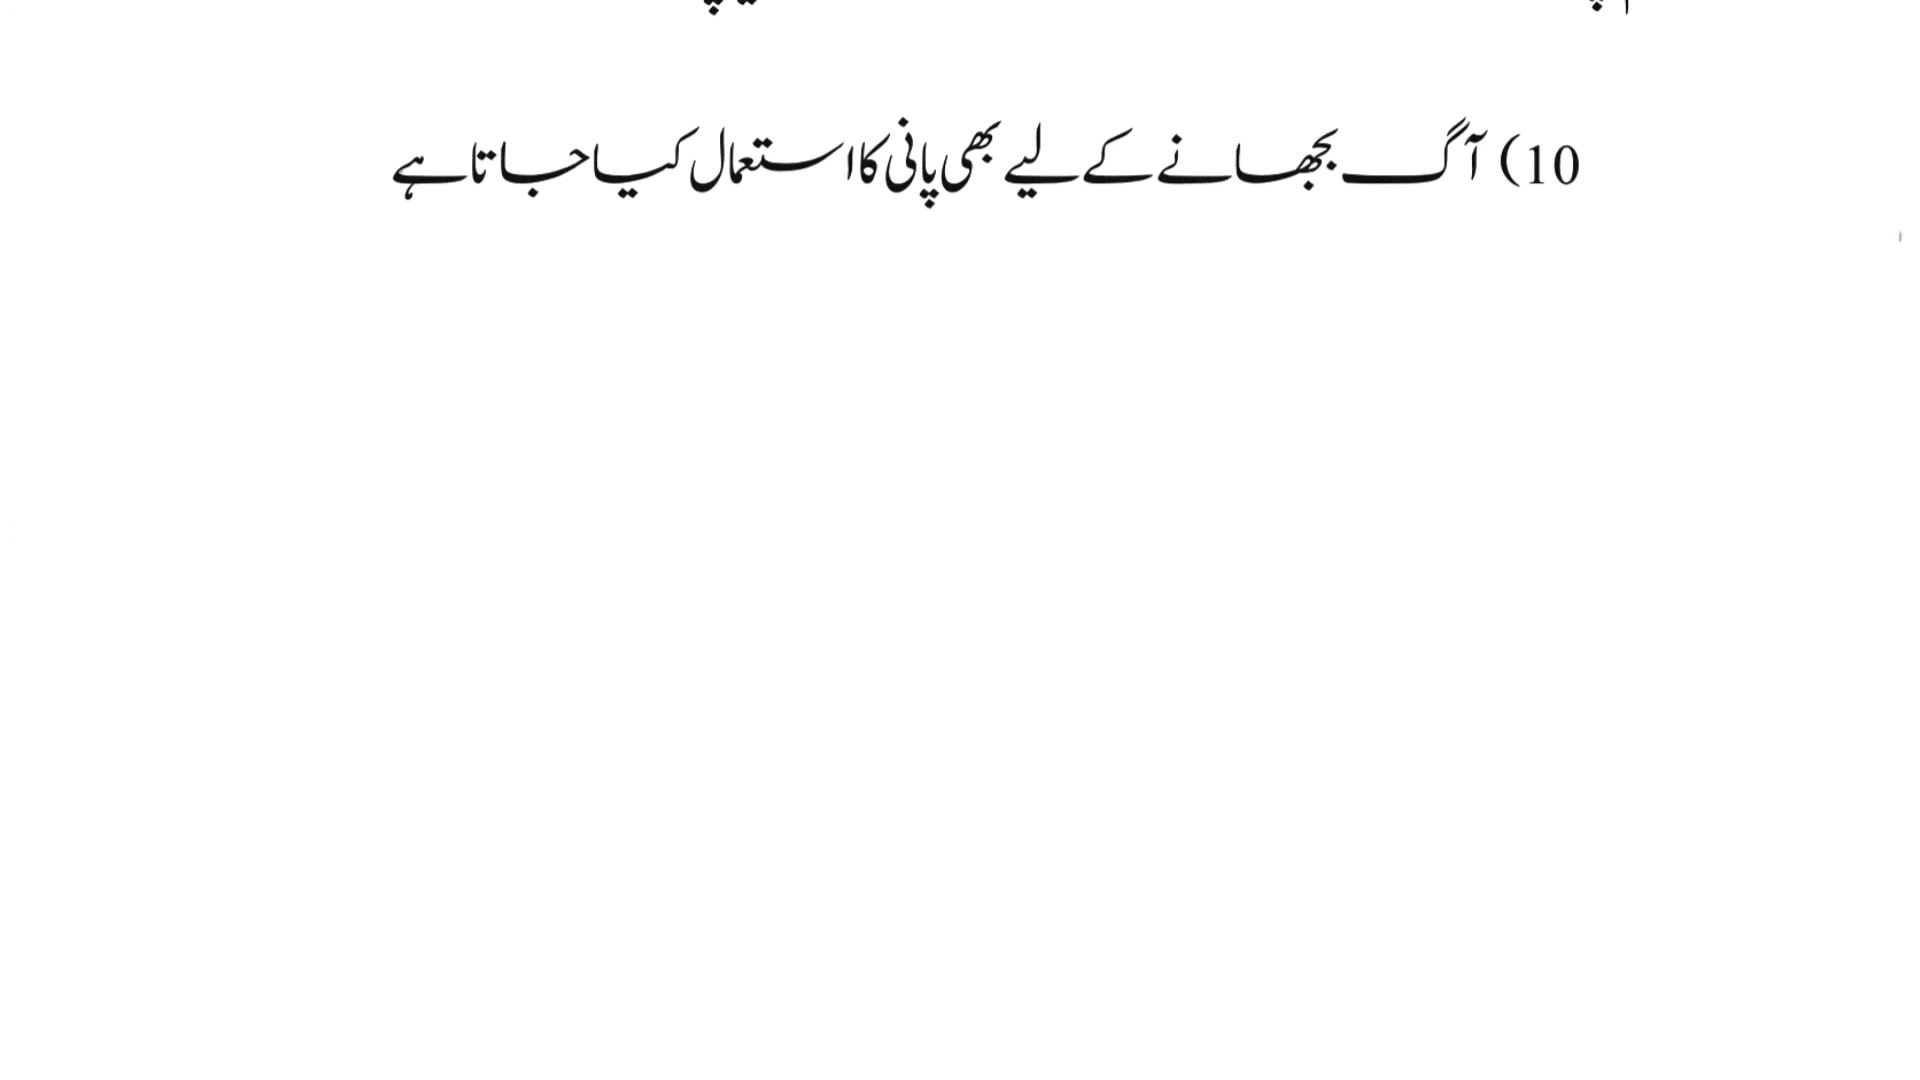 10) آگ بجھانے کے لیے بھی پانی کا استعمال کیا جاتا ہے